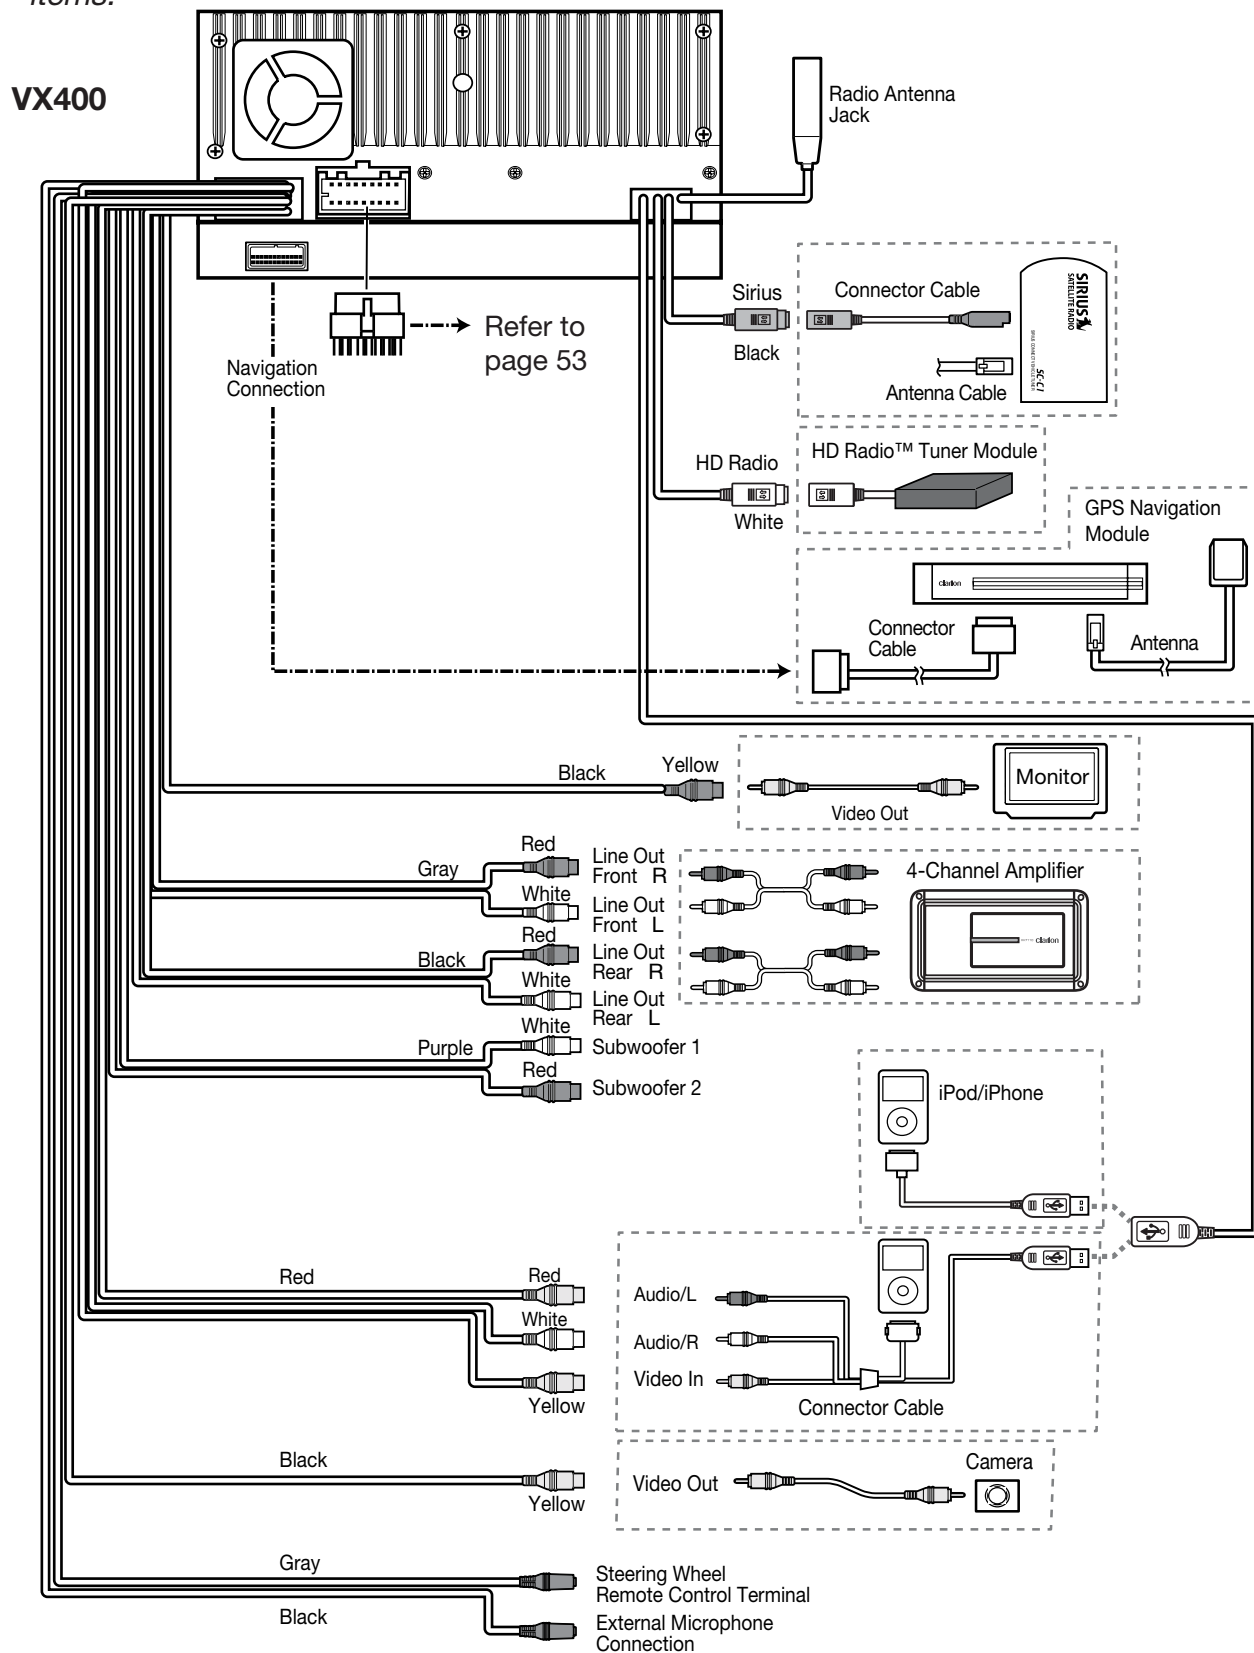 items.
VX400
Radio Antenna
Jack
Refer to
page 53
Navigation
Connection
Sirius
Black
Connector Cable
Antenna Cable
SIRIUS
SATELLITE RADIO
SC-C1
HD Radio
White
HD Radio™ Tuner Module
GPS Navigation
Module
clarion
Connector
Cable
Antenna
Black
Yellow
Video Out
Monitor
Gray
Red
Line Out
Front R
White
Line Out
Front L
Black
Red
Line Out
Rear R
White
Line Out
Rear L
4-Channel Amplifier
clarion
Purple
White
Subwoofer 1
Red
Subwoofer 2
iPod/iPhone
Red
Red
White
Yellow
Audio/L
Audio/R
Video In
Connector Cable
Black
Yellow
Video Out
Camera
Gray
Steering Wheel
Remote Control Terminal
Black
External Microphone
Connection